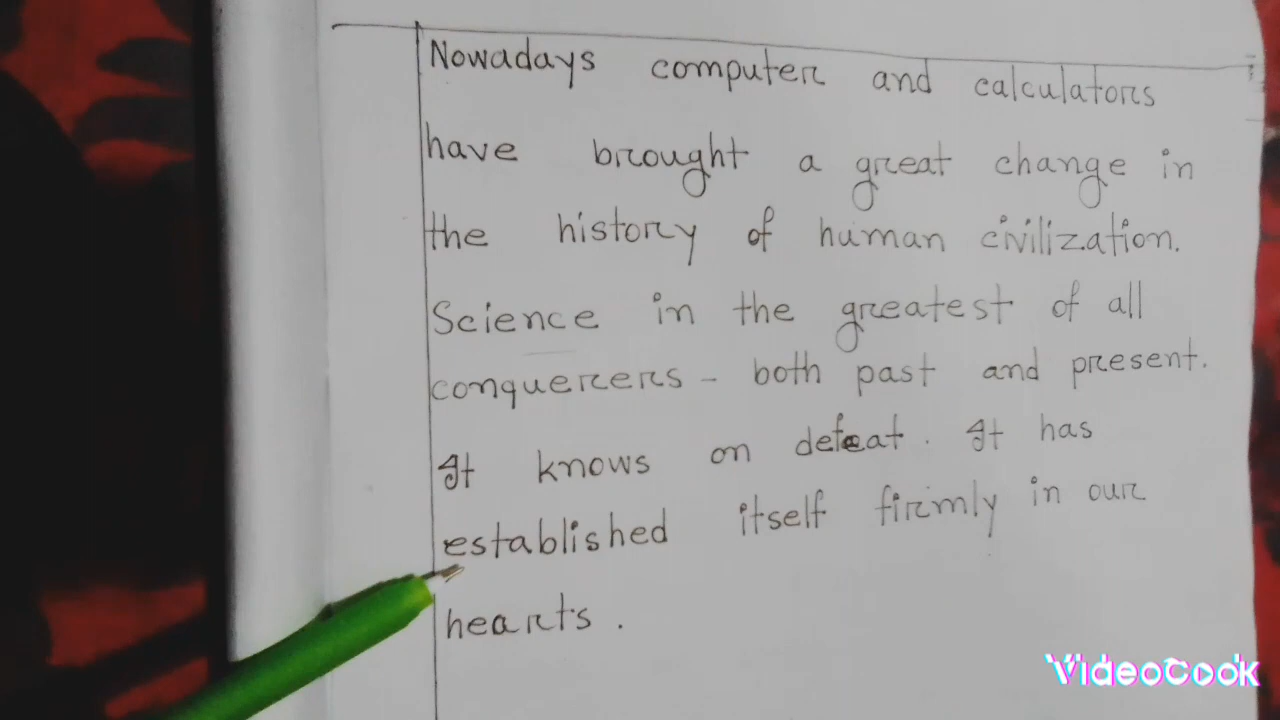 Nowadays computer and calculators
have brought a great change in
the history of human civilization.
Science in the greatest of all
conquerers - both past and present.
It knows on defeat. It has
established itself firmly in our
hearts.
VideoCook